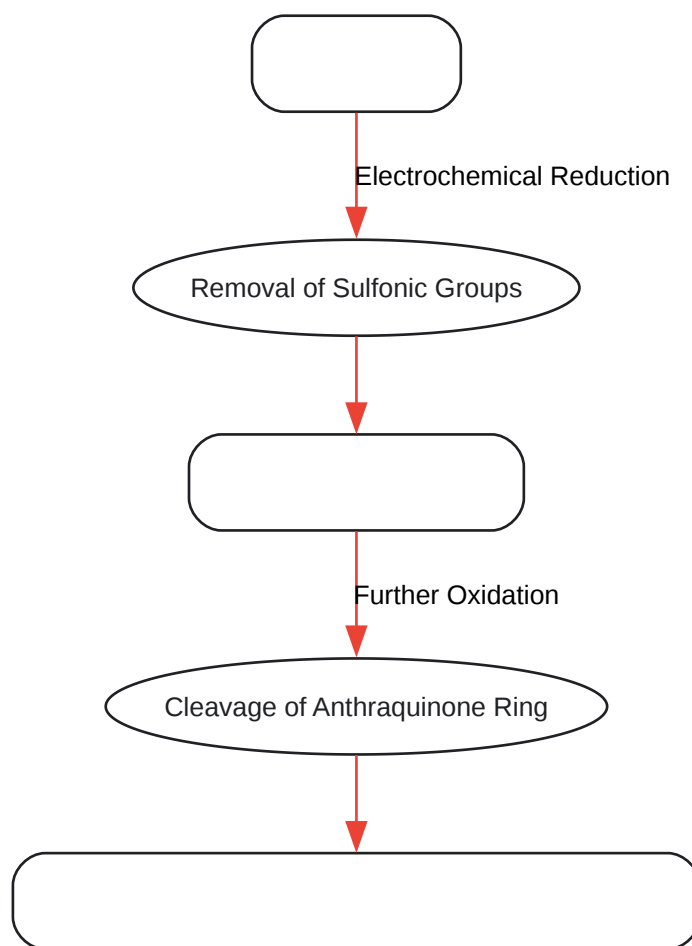 Electrochemical Reduction
Removal of Sulfonic Groups
Further Oxidation
Cleavage of Anthraquinone Ring